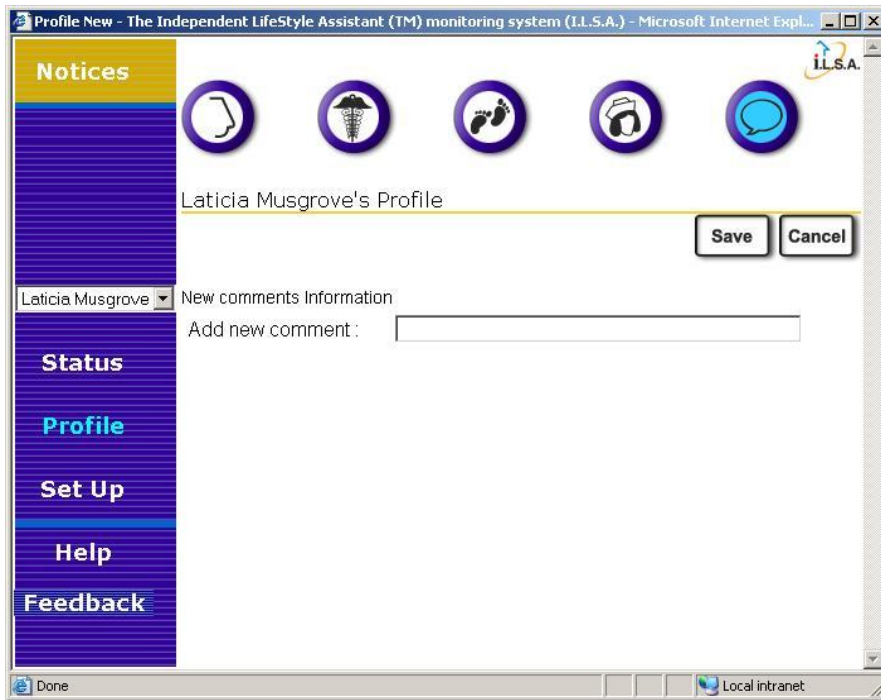 Profile New - The Independent LifeStyle Assistant (TM) monitoring system (I.L.S.A.) - Microsoft Internet Expl...
Notices
i.L.S.A.
Laticia Musgrove's Profile
Save Cancel
Laticia Musgrove
New comments Information
Add new comment :
Status
Profile
Set Up
Help
Feedback
Done
Local intranet